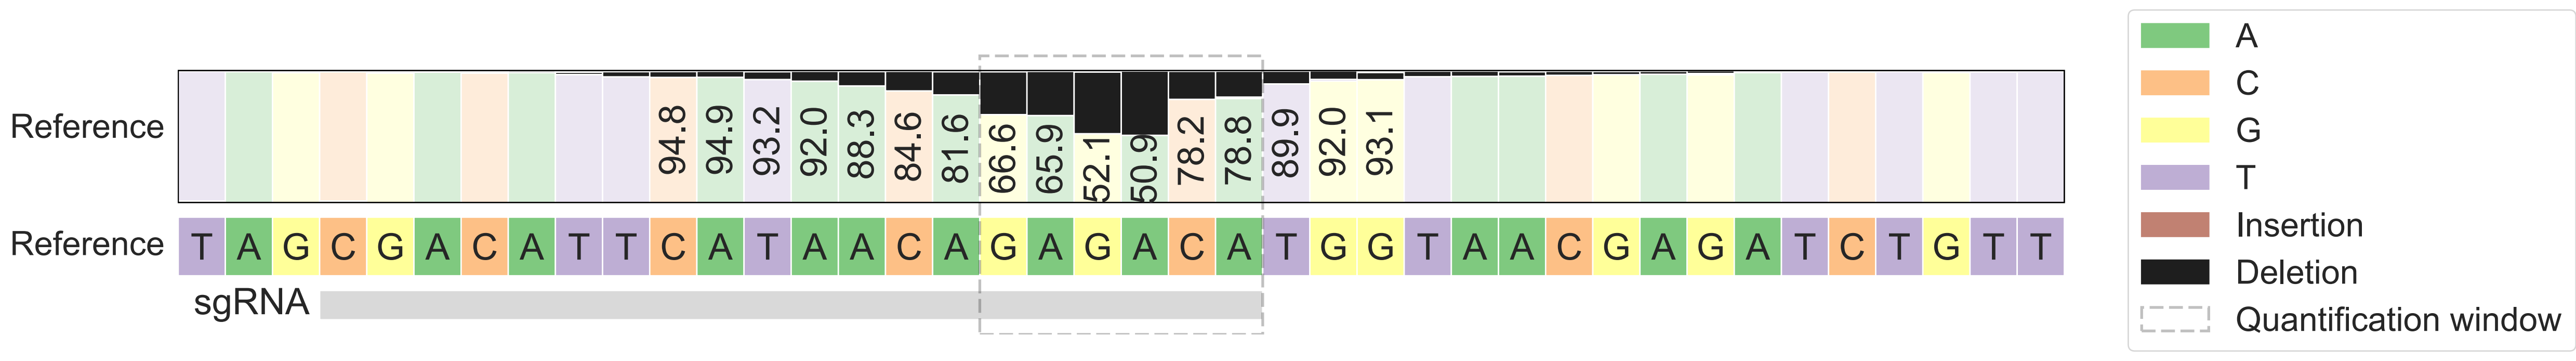 Reference
94.8 94.9 93.2 92.0 88.3 84.6 81.6 66.6 65.9 52.1 50.9 78.2 78.8 89.9 92.0 93.1
Reference T A G C G A C A T T C A T A A C A G A G A C A T G G T A A C G A G A T C T G T T
sgRNA
A
C
G
T
Insertion
Deletion
Quantification window